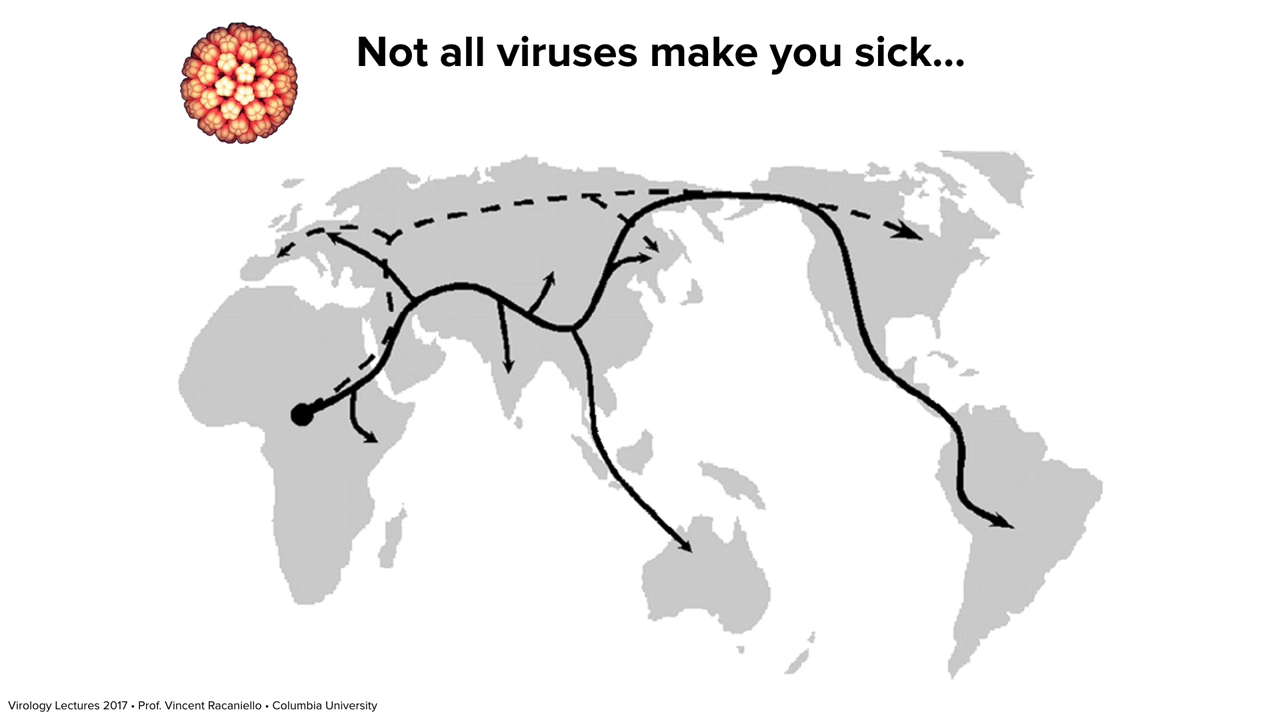 Not all viruses make you sick...
Virology Lectures 2017 • Prof. Vincent Racaniello • Columbia University